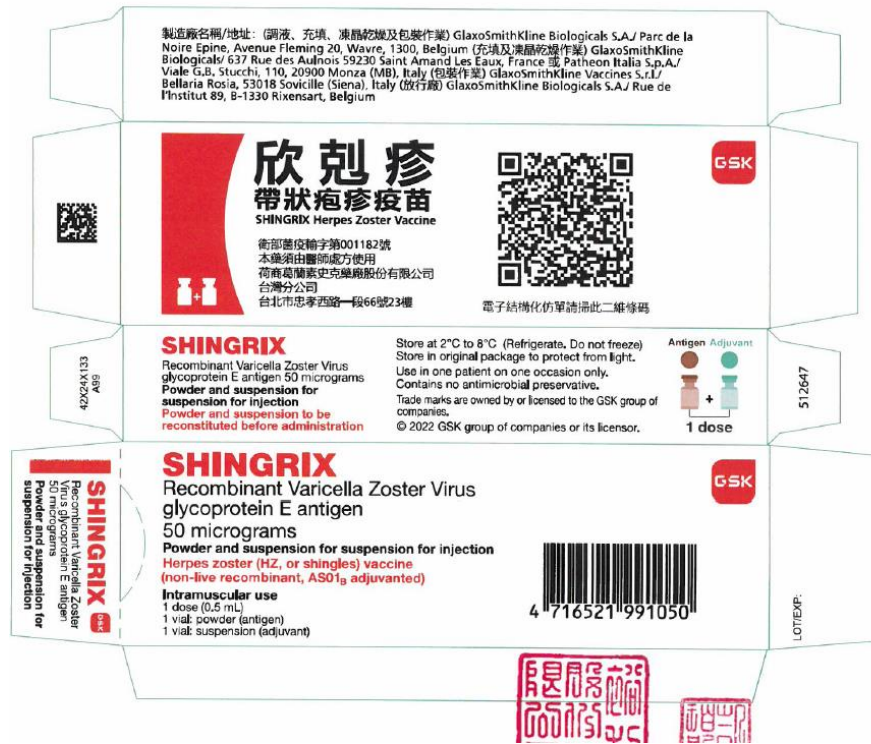 製造廠名稱/地址:(調液、充填、凍晶乾燥及包裝作業) GlaxoSmithKline Biologicals S.A./ Parc de la
Noire Epine, Avenue Fleming 20, Wavre, 1300, Belgium (充填及凍晶乾燥作業) GlaxoSmithKline
Biologicals/ 637 Rue des Aulnois 59230 Saint Amand Les Eaux, France 或 Patheon Italia S.p.A./
Viale G.B. Stucchi, 110, 20900 Monza (MB), Italy (包裝作業) GlaxoSmithKline Vaccines S.r.l./
Bellaria Rosia, 53018 Sovicille (Siena), Italy (放行廠) GlaxoSmithKline Biologicals S.A./ Rue de
l'Institut 89, B-1330 Rixensart, Belgium
欣剋疹
帶狀疱疹疫苗
SHINGRIX Herpes Zoster Vaccine
衛部菌疫輸字第001182號
本藥須由醫師處方使用
荷商葛蘭素史克藥廠股份有限公司
台灣分公司
台北市忠孝西路一段66號23樓
電子結構化仿單請掃此二維條碼
GSK
42X24X133
A99
SHINGRIX
Recombinant Varicella Zoster Virus
glycoprotein E antigen 50 micrograms
Powder and suspension for
suspension for injection
Powder and suspension to be
reconstituted before administration
Store at 2°C to 8°C (Refrigerate. Do not freeze)
Store in original package to protect from light.
Use in one patient on one occasion only.
Contains no antimicrobial preservative.
Trade marks are owned by or licensed to the GSK group of
companies.
© 2022 GSK group of companies or its licensor.
Antigen Adjuvant
+
1 dose
512647
SHINGRIX
Recombinant Varicella Zoster
Virus glycoprotein E antigen
50 micrograms
Powder and suspension for
suspension for injection
GSK
SHINGRIX
Recombinant Varicella Zoster Virus
glycoprotein E antigen
50 micrograms
Powder and suspension for suspension for injection
Herpes zoster (HZ, or shingles) vaccine
(non-live recombinant, AS01B adjuvanted)
Intramuscular use
1 dose (0.5 mL)
1 vial: powder (antigen)
1 vial: suspension (adjuvant)
GSK
4 716521 991050
LOT/EXP: